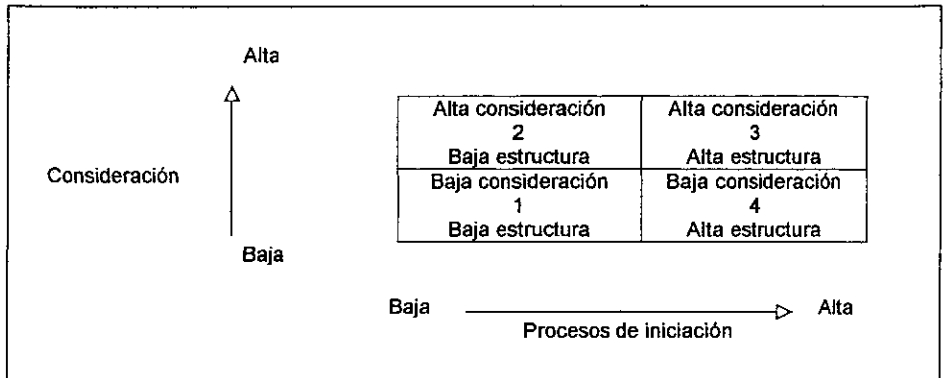 Alta
Consideración
Baja
Alta consideración
2
Baja estructura
Alta consideración
3
Alta estructura
Baja consideración
1
Baja estructura
Baja consideración
4
Alta estructura
Baja
Alta
Procesos de iniciación